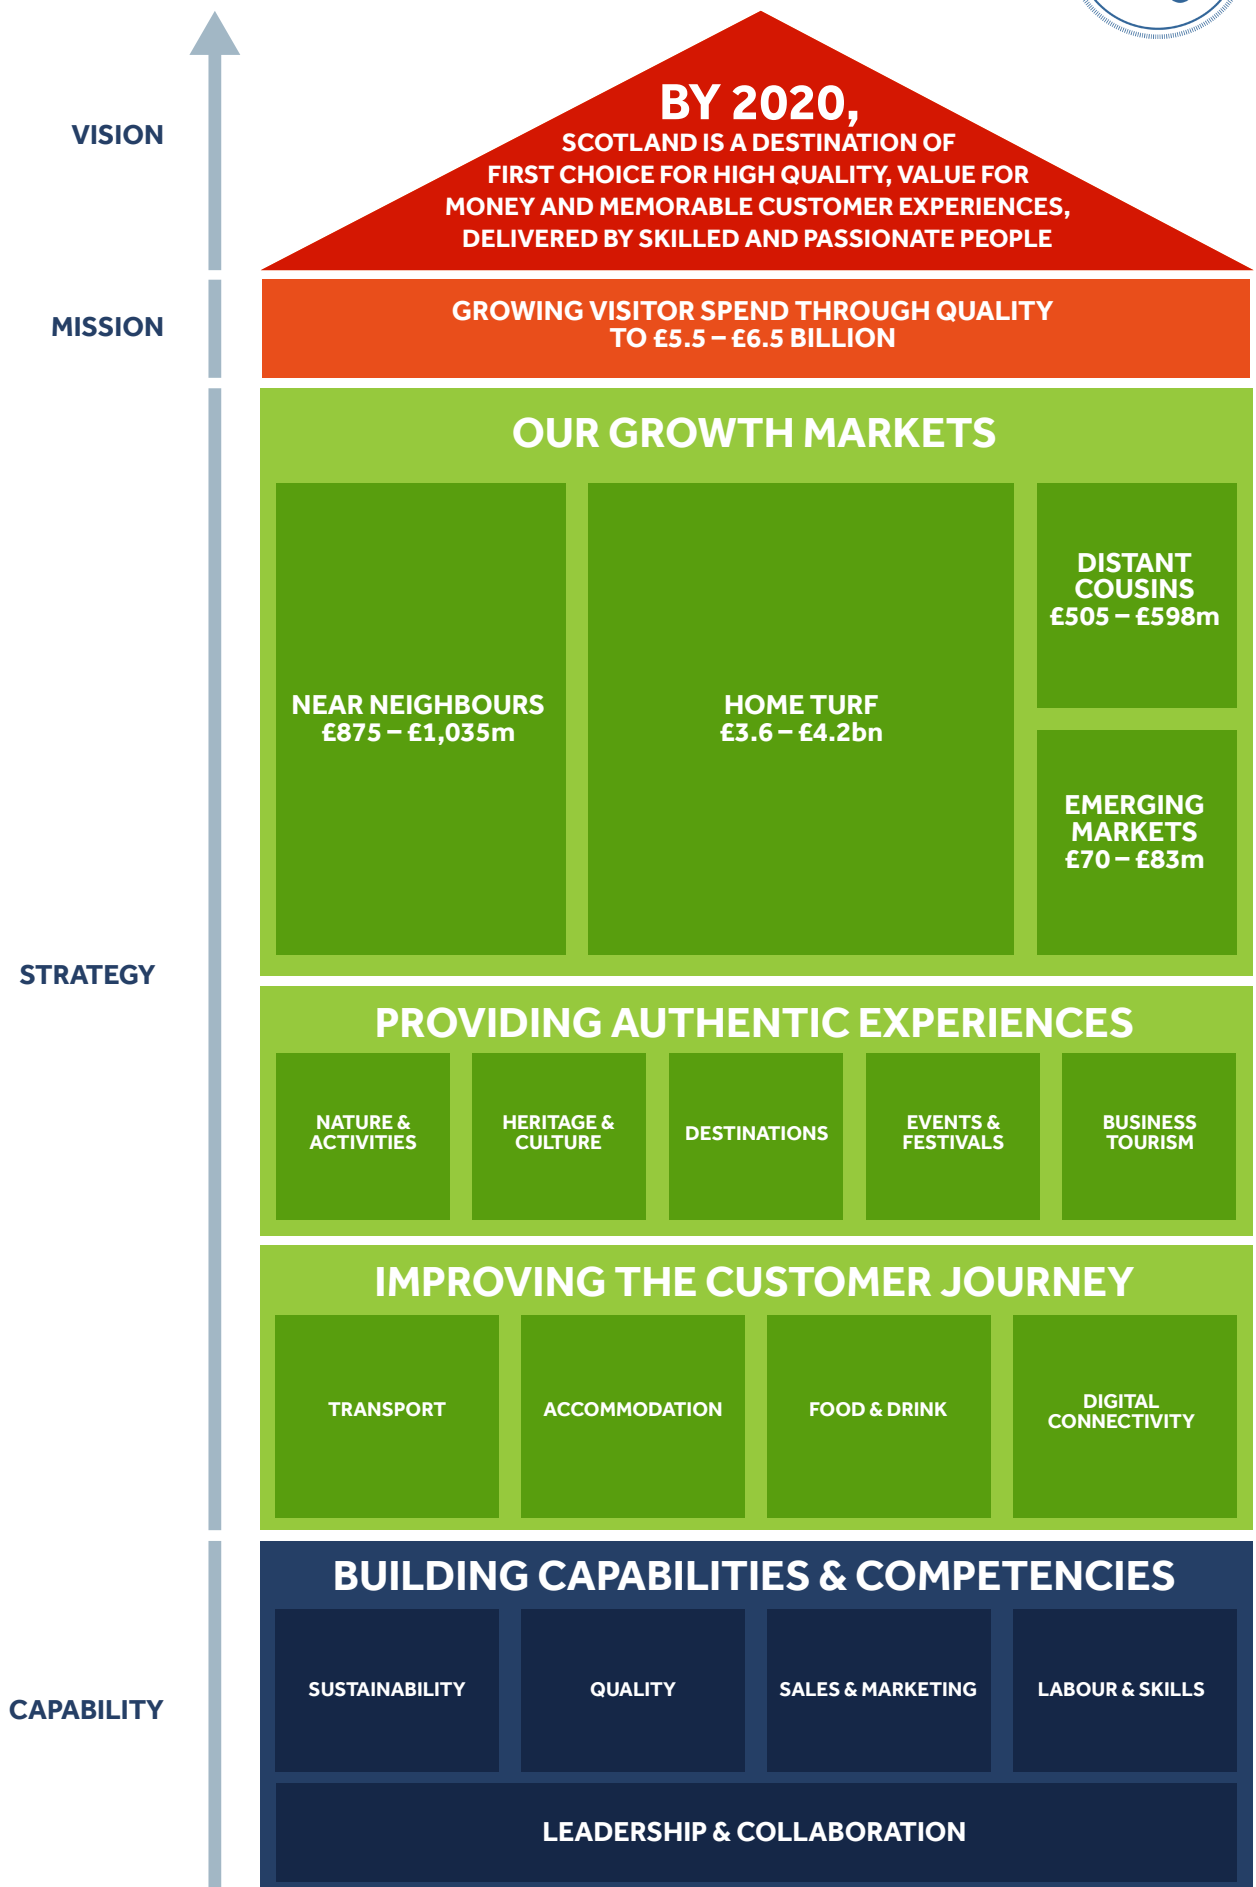 VISION
BY 2020,
SCOTLAND IS A DESTINATION OF
FIRST CHOICE FOR HIGH QUALITY, VALUE FOR
MONEY AND MEMORABLE CUSTOMER EXPERIENCES,
DELIVERED BY SKILLED AND PASSIONATE PEOPLE
MISSION
GROWING VISITOR SPEND THROUGH QUALITY
TO £5.5 – £6.5 BILLION
STRATEGY
OUR GROWTH MARKETS
NEAR NEIGHBOURS
£875 – £1,035m
HOME TURF
£3.6 – £4.2bn
DISTANT
COUSINS
£505 – £598m
EMERGING
MARKETS
£70 – £83m
PROVIDING AUTHENTIC EXPERIENCES
NATURE &
ACTIVITIES
HERITAGE &
CULTURE
DESTINATIONS
EVENTS &
FESTIVALS
BUSINESS
TOURISM
IMPROVING THE CUSTOMER JOURNEY
TRANSPORT
ACCOMMODATION
FOOD & DRINK
DIGITAL
CONNECTIVITY
CAPABILITY
BUILDING CAPABILITIES & COMPETENCIES
SUSTAINABILITY
QUALITY
SALES & MARKETING
LABOUR & SKILLS
LEADERSHIP & COLLABORATION